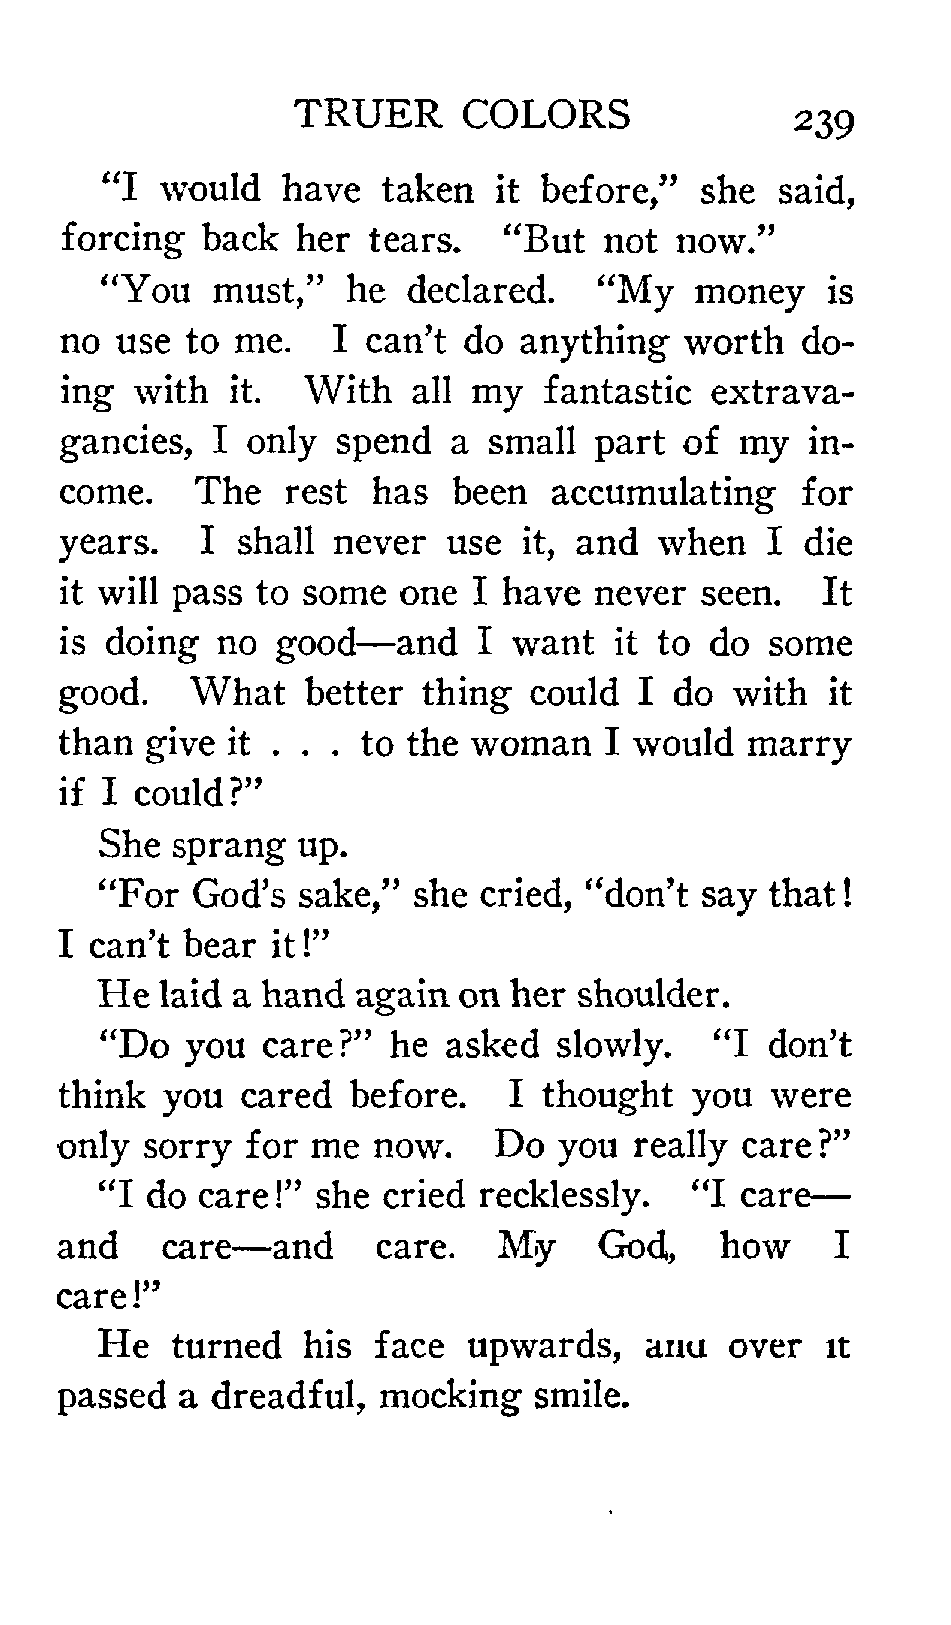 TRUER COLORS 239
“I would have taken it before,” she said,
forcing back her tears. “But not now.”
“You must,” he declared. “My money is
no use to me. I can’t do anything worth do-
ing with it. With all my fantastic extrava-
gancies, I only spend a small part of my in-
come. The rest has been accumulating for
years. I shall never use it, and when I die
it will pass to some one I have never seen. It
is doing no good—and I want it to do some
good. What better thing could I do with it
than give it . . . to the woman I would marry
if I could?”
She sprang up.
“For God’s sake,” she cried, “don’t say that!
I can’t bear it!”
He laid a hand again on her shoulder.
“Do you care?” he asked slowly. “I don’t
think you cared before. I thought you were
only sorry for me now. Do you really care?”
“I do care!” she cried recklessly. “I care—
and care—and care. My God, how I
care!”
He turned his face upwards, and over it
passed a dreadful, mocking smile.